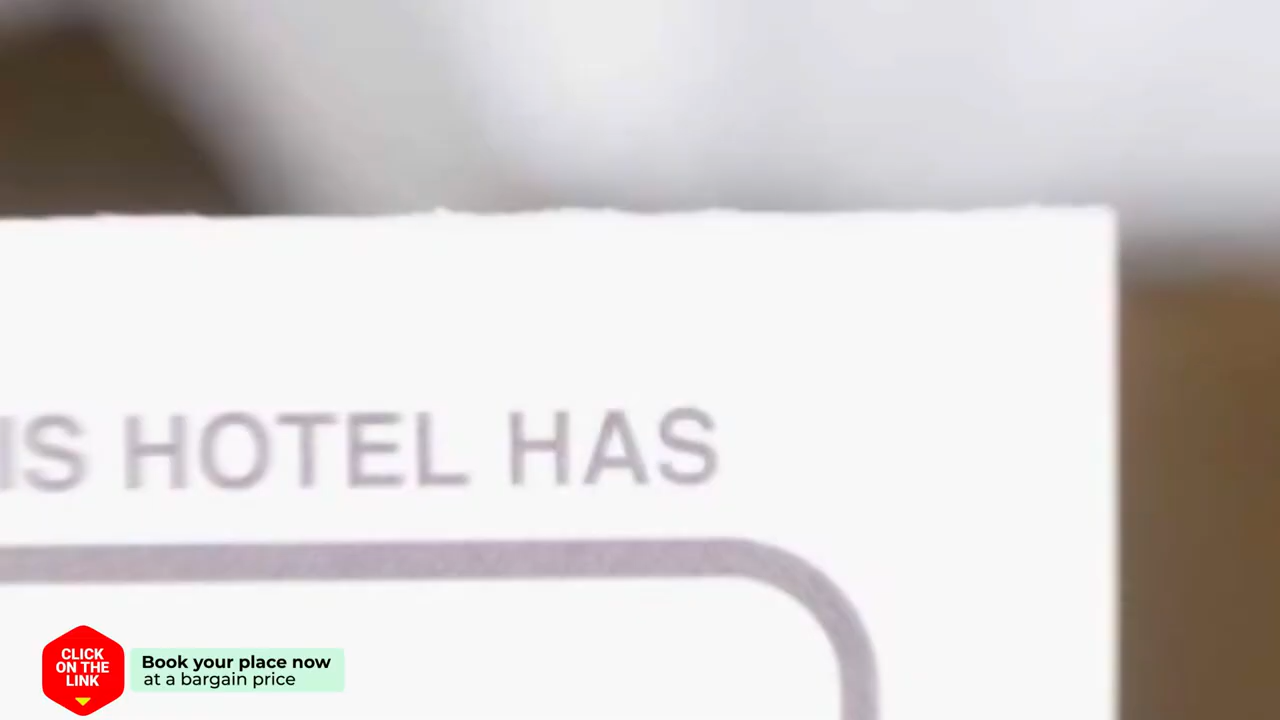 IS HOTEL HAS
CLICK
ON THE
LINK
Book your place now
at a bargain price